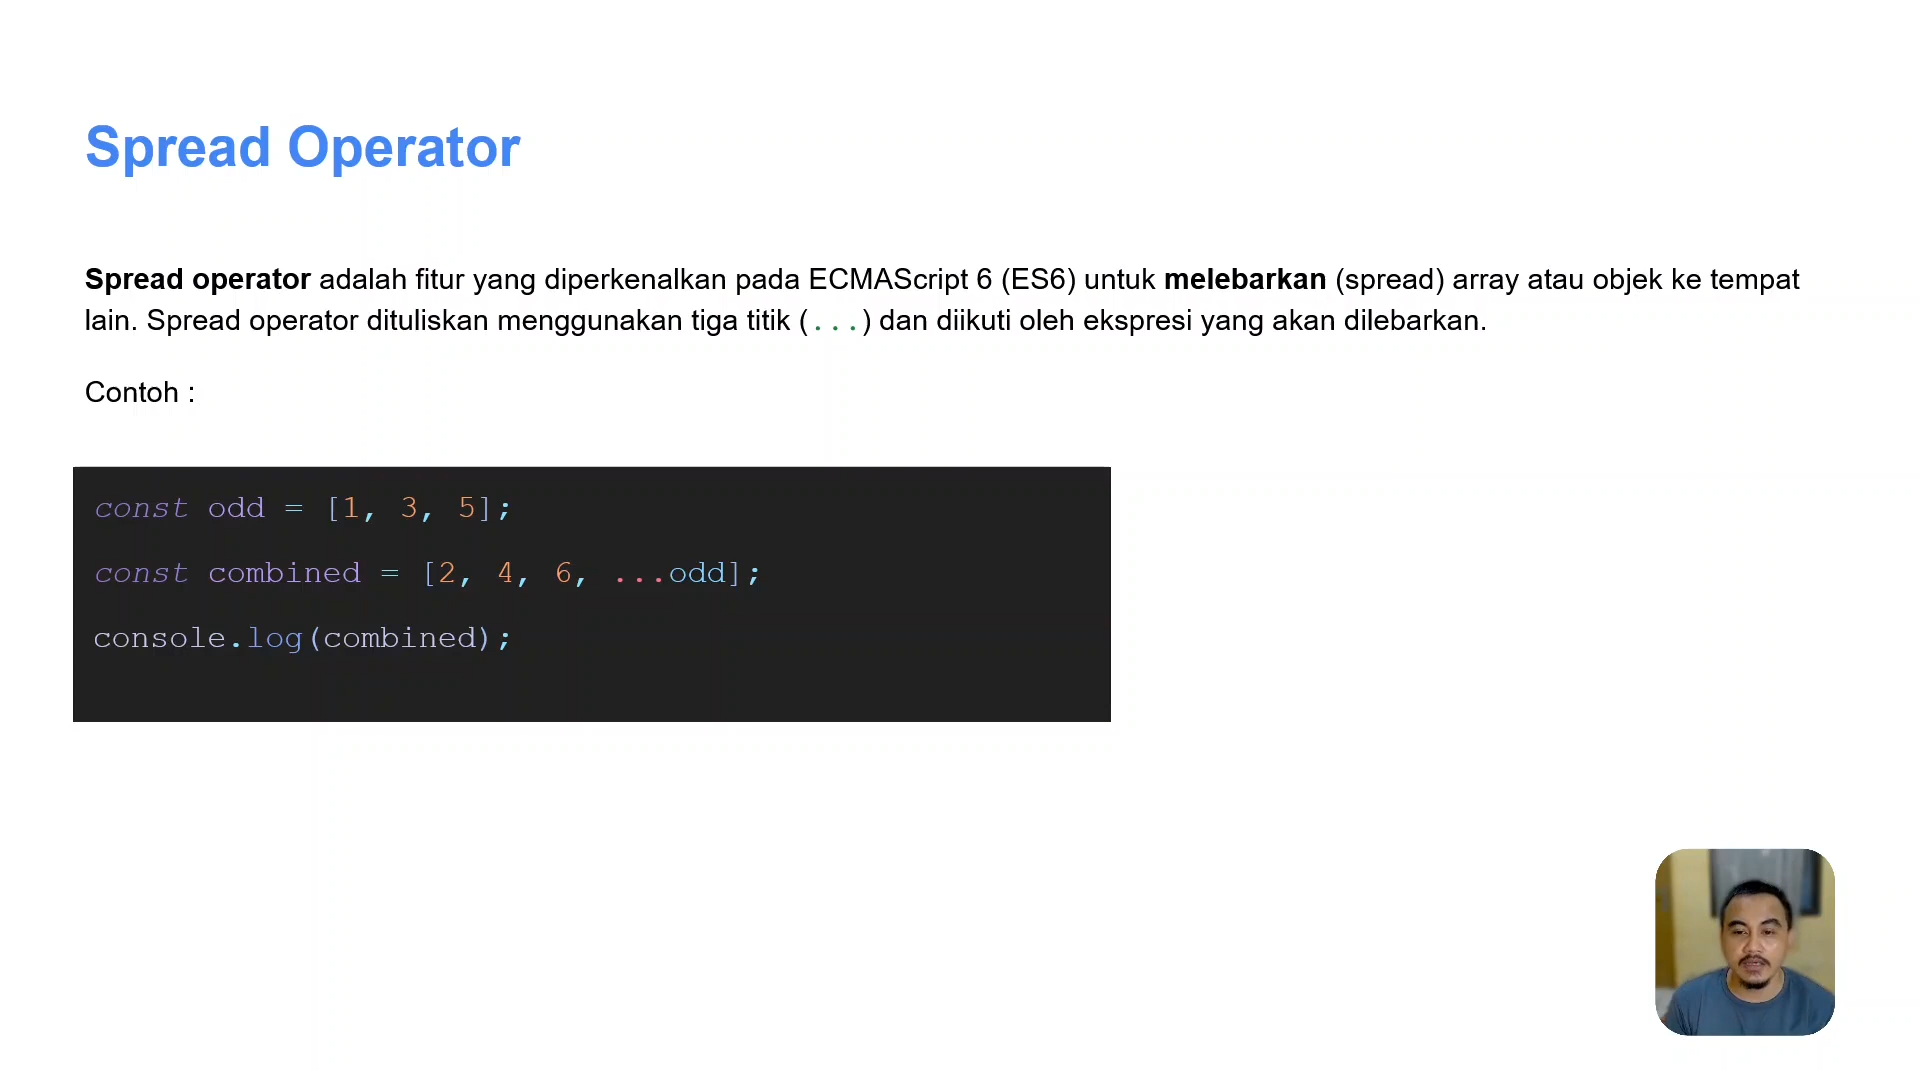 Spread Operator
Spread operator adalah fitur yang diperkenalkan pada ECMAScript 6 (ES6) untuk melebarkan (spread) array atau objek ke tempat
lain. Spread operator dituliskan menggunakan tiga titik (...) dan diikuti oleh ekspresi yang akan dilebarkan.
Contoh :
const odd = [1, 3, 5];
const combined = [2, 4, 6, ...odd];
console.log(combined);